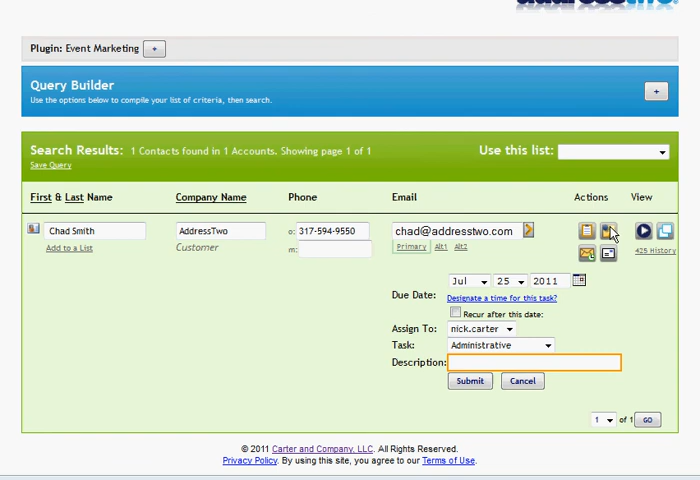 addresstwo
Plugin: Event Marketing +
Query Builder
Use the options below to compile your list of criteria, then search.
+
Search Results: 1 Contacts found in 1 Accounts. Showing page 1 of 1
Use this list:
Save Query
First & Last Name Company Name Phone Email Actions View
Chad Smith AddressTwo o: 317-594-9550 chad@addresstwo.com
Add to a List Customer m: Primary Alt1 Alt2 425 History
Jul 25 2011
Due Date: Designate a time for this task?
Recur after this date:
Assign To: nick.carter
Task: Administrative
Description:
Submit Cancel
1 of 1 GO
© 2011 Carter and Company, LLC. All Rights Reserved.
Privacy Policy. By using this site, you agree to our Terms of Use.